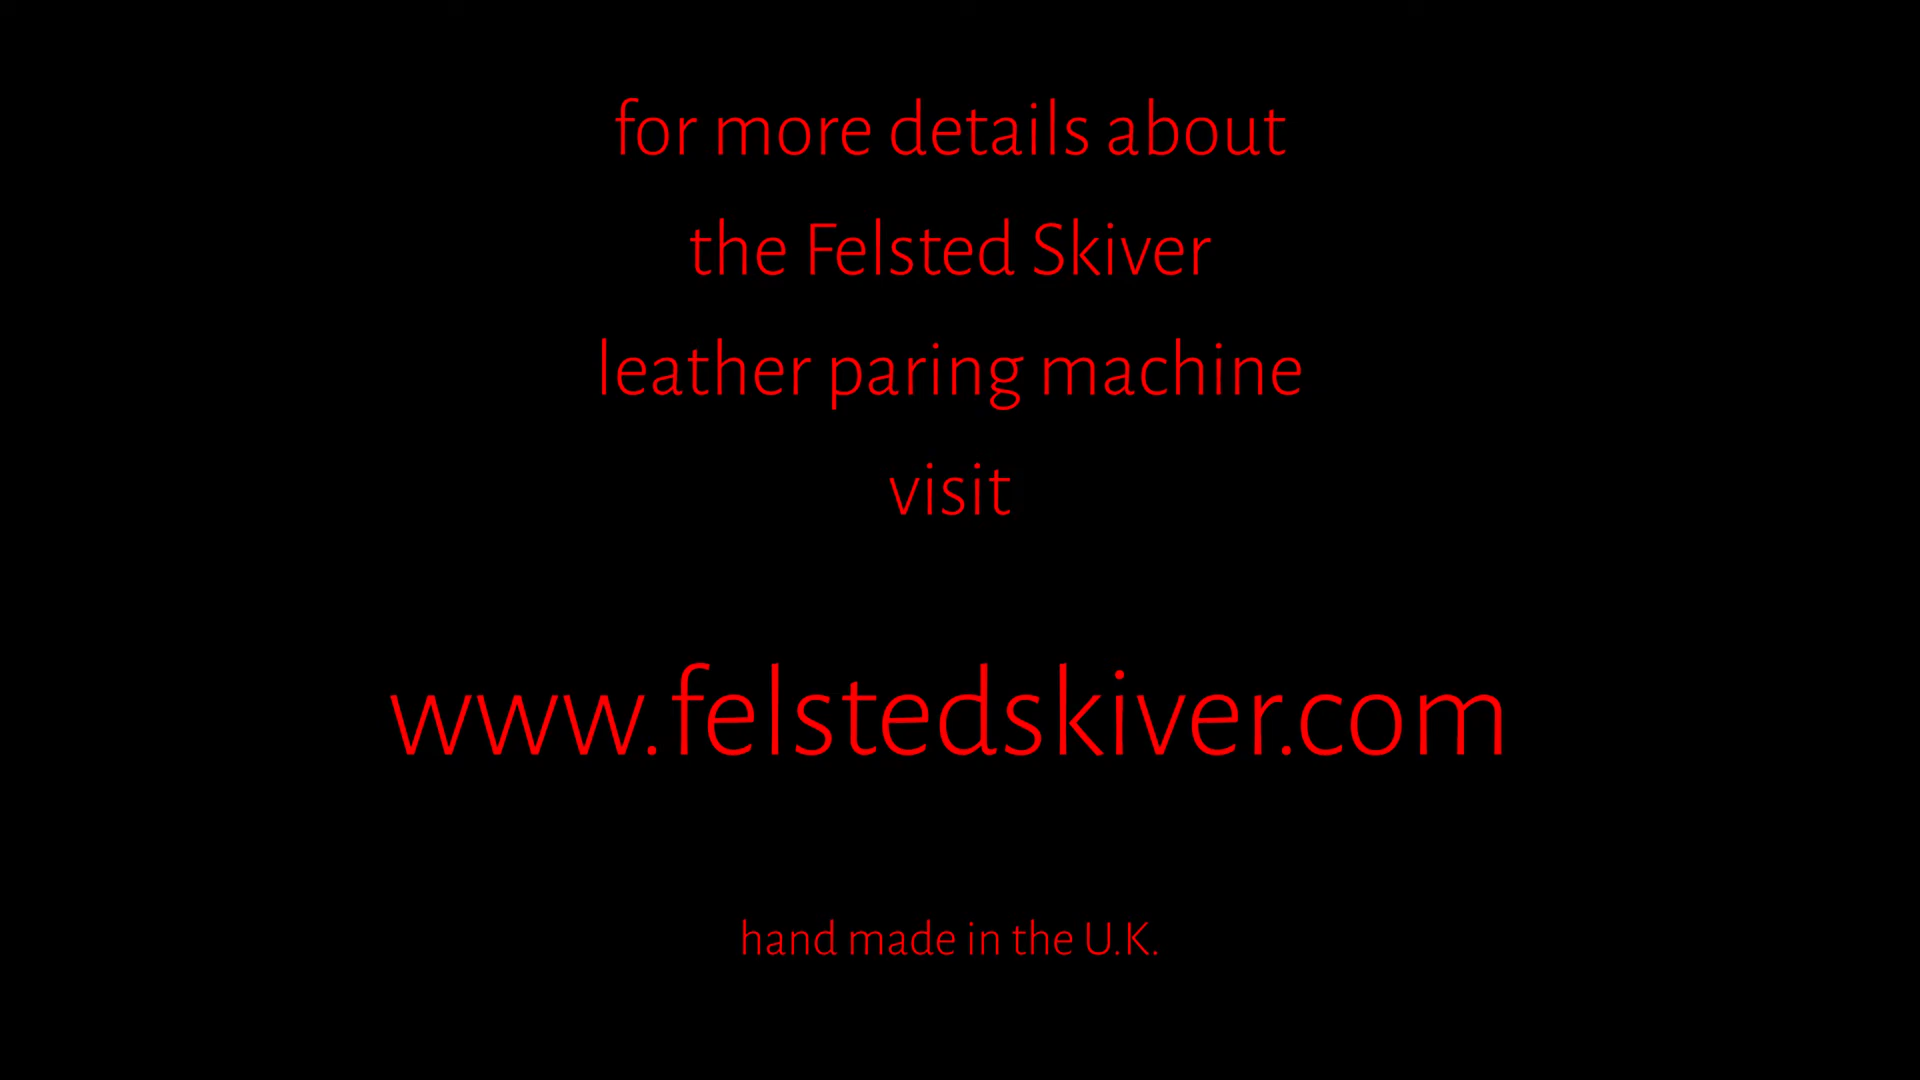 for more details about
the Felsted Skiver
leather paring machine
visit
www.felstedskiver.com
hand made in the U.K.